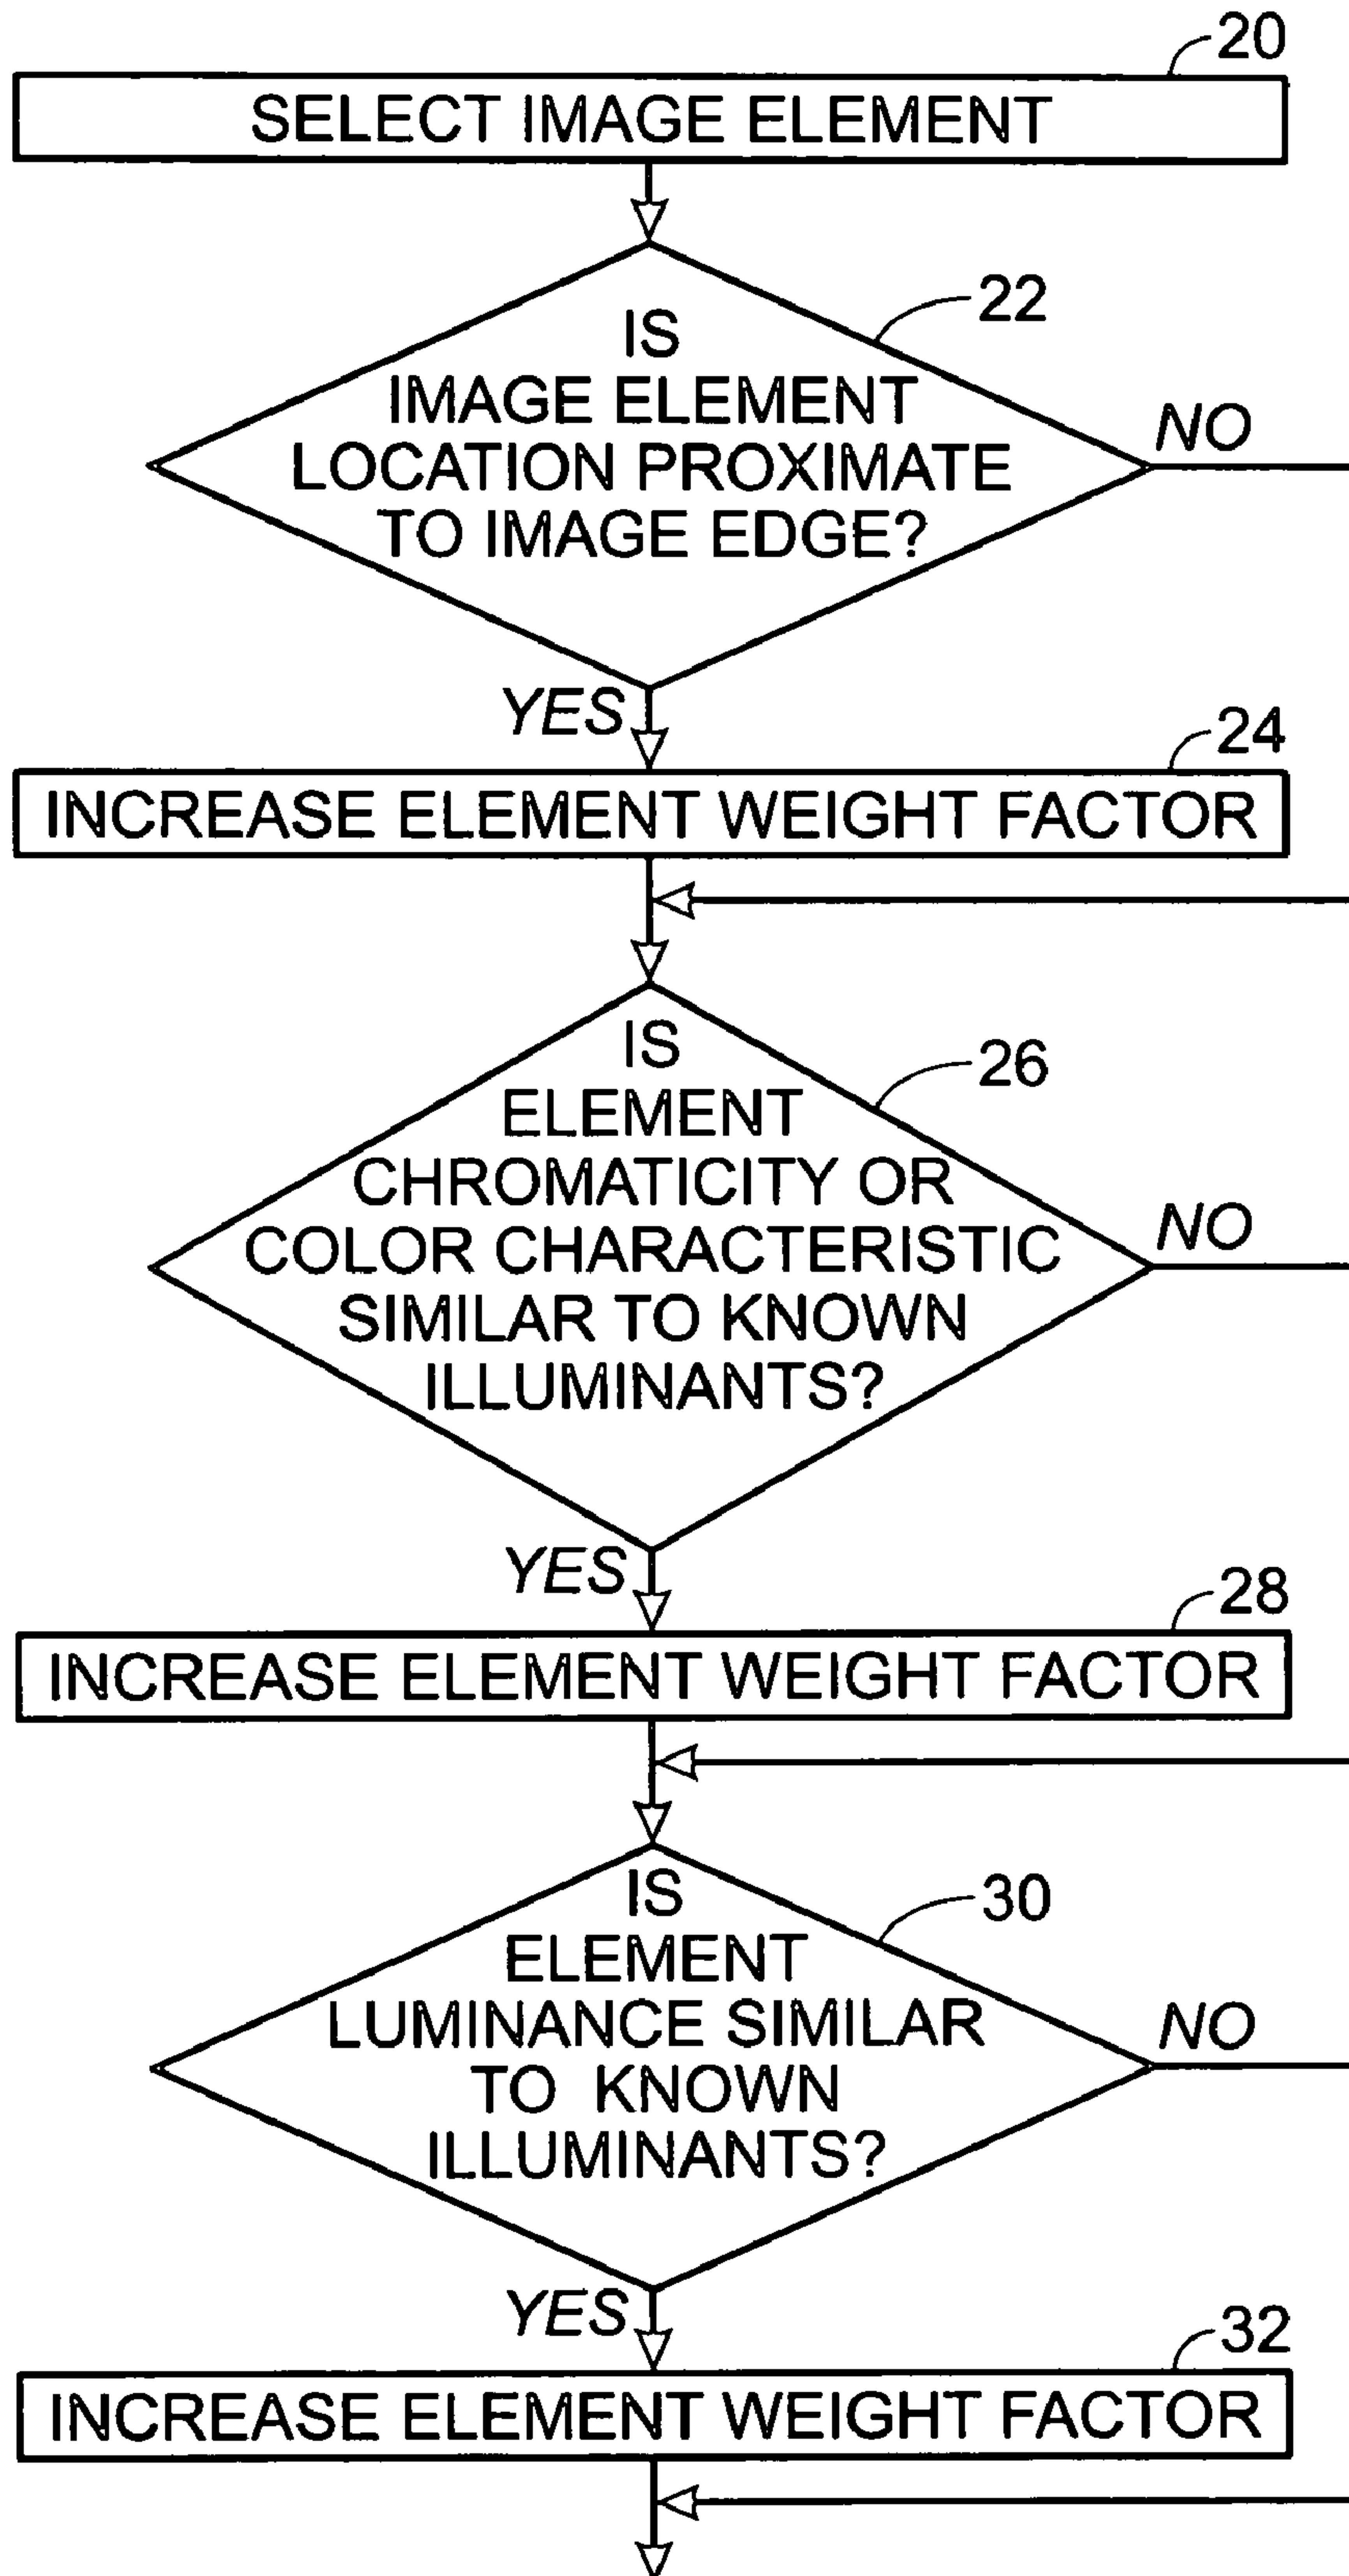 20
SELECT IMAGE ELEMENT
22
IS
IMAGE ELEMENT
LOCATION PROXIMATE
TO IMAGE EDGE?
NO
YES
24
INCREASE ELEMENT WEIGHT FACTOR
26
IS
ELEMENT
CHROMATICITY OR
COLOR CHARACTERISTIC
SIMILAR TO KNOWN
ILLUMINANTS?
NO
YES
28
INCREASE ELEMENT WEIGHT FACTOR
30
IS
ELEMENT
LUMINANCE SIMILAR
TO KNOWN
ILLUMINANTS?
NO
YES
32
INCREASE ELEMENT WEIGHT FACTOR